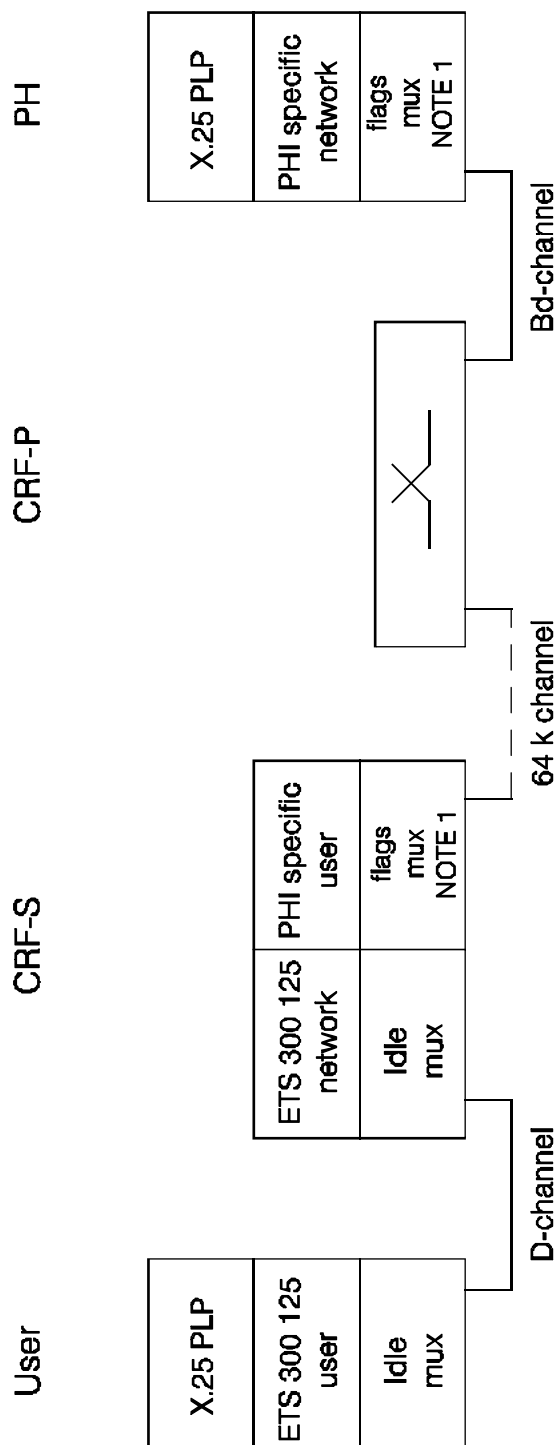 User
CRF-S
CRF-P
PH
X.25 PLP
ETS 300 125
user
Idle
mux
ETS 300 125
network
Idle
mux
PHI specific
user
flags
mux
NOTE 1
X.25 PLP
PHI specific
network
flags
mux
NOTE 1
D-channel
64 k channel
Bd-channel